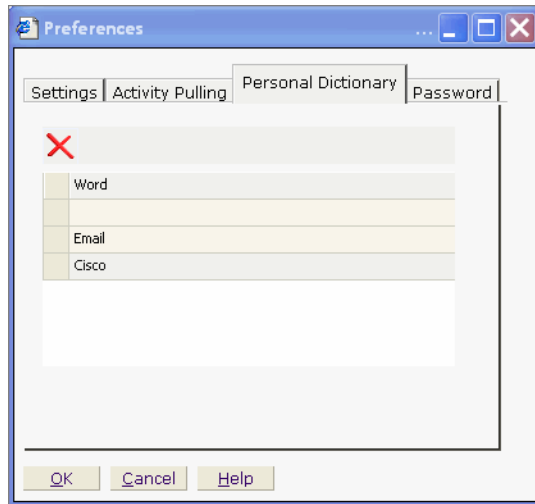 Preferences ...
Settings Activity Pulling Personal Dictionary Password
Word
Email
Cisco
OK Cancel Help